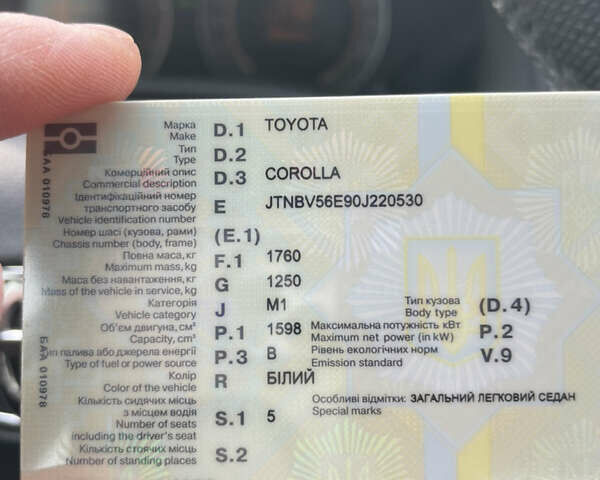 Марка D.1 TOYOTA
Make
Тип D.2
Type
Комерційний опис D.3 COROLLA
Commercial description
Ідентифікаційний номер
транспортного засобу E JTNBV56E90J220530
Vehicle identification number
Номер шасі (кузова, рами) (E.1)
Chassis number (body, frame)
Повна маса, кг F.1 1760
Maximum mass, kg
Маса без навантаження, кг G 1250
Mass of the vehicle in service, kg
Категорія J M1 Тип кузова (D.4)
Vehicle category Body type
Об'єм двигуна, см³ P.1 1598 Максимальна потужність кВт P.2
Capacity, cm³ Maximum net power (in kW)
Тип палива або джерела енергії P.3 B Рівень екологічних норм V.9
Type of fuel or power source Emission standard
Колір R БІЛИЙ
Color of the vehicle
Кількість сидячих місць Особливі відмітки: ЗАГАЛЬНИЙ ЛЕГКОВИЙ СЕДАН
з місцем водія S.1 5 Special marks
Number of seats
including the driver's seat
Кількість стоячих місць S.2
Number of standing places
БАА 010978
БАА 010978